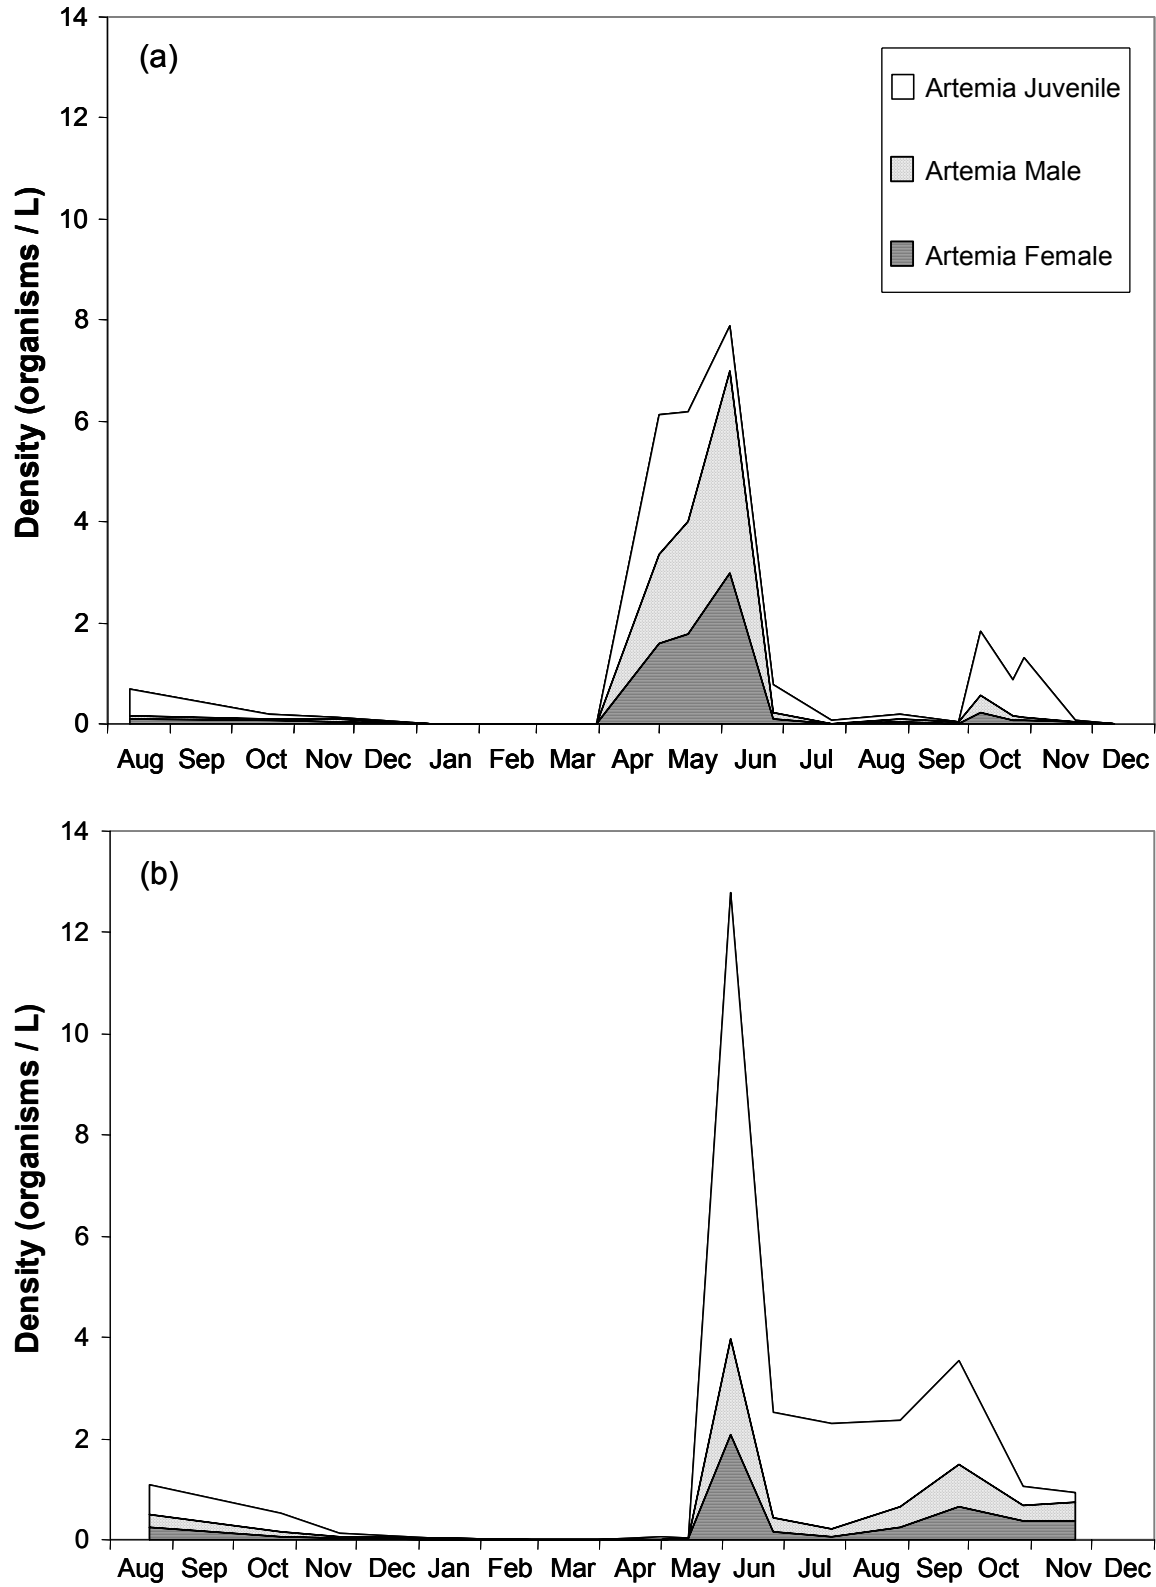 14
(a)
Artemia Juvenile
12
Artemia Male
10
Artemia Female
8
6
4
2
0
Density (organisms / L)
Aug Sep Oct Nov Dec Jan Feb Mar Apr May Jun Jul Aug Sep Oct Nov Dec
14
(b)
12
10
8
6
4
2
0
Density (organisms / L)
Aug Sep Oct Nov Dec Jan Feb Mar Apr May Jun Jul Aug Sep Oct Nov Dec